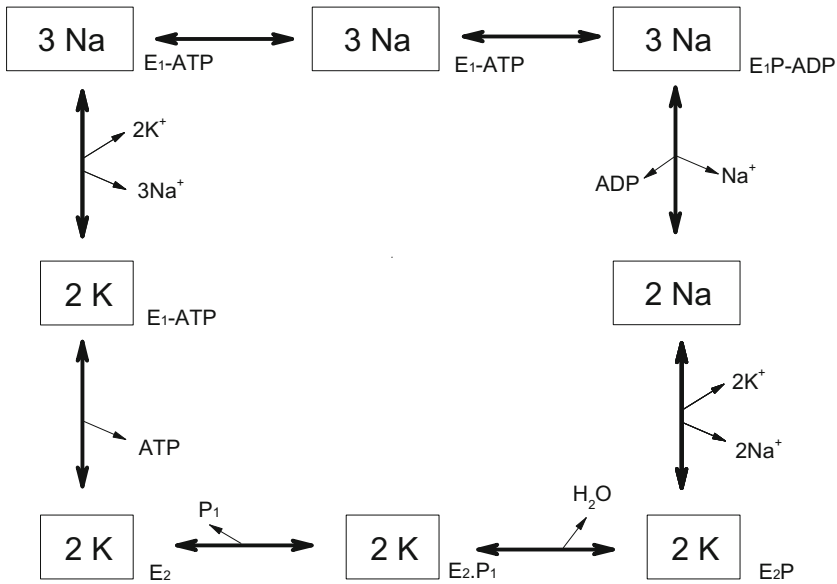 3 Na
E₁-ATP
3 Na
E₁-ATP
3 Na
E₁P-ADP
2K⁺
3Na⁺
ADP
Na⁺
2 K
E₁-ATP
2 Na
ATP
2K⁺
2Na⁺
2 K
E₂
P₁
2 K
E₂.P₁
H₂O
2 K
E₂P